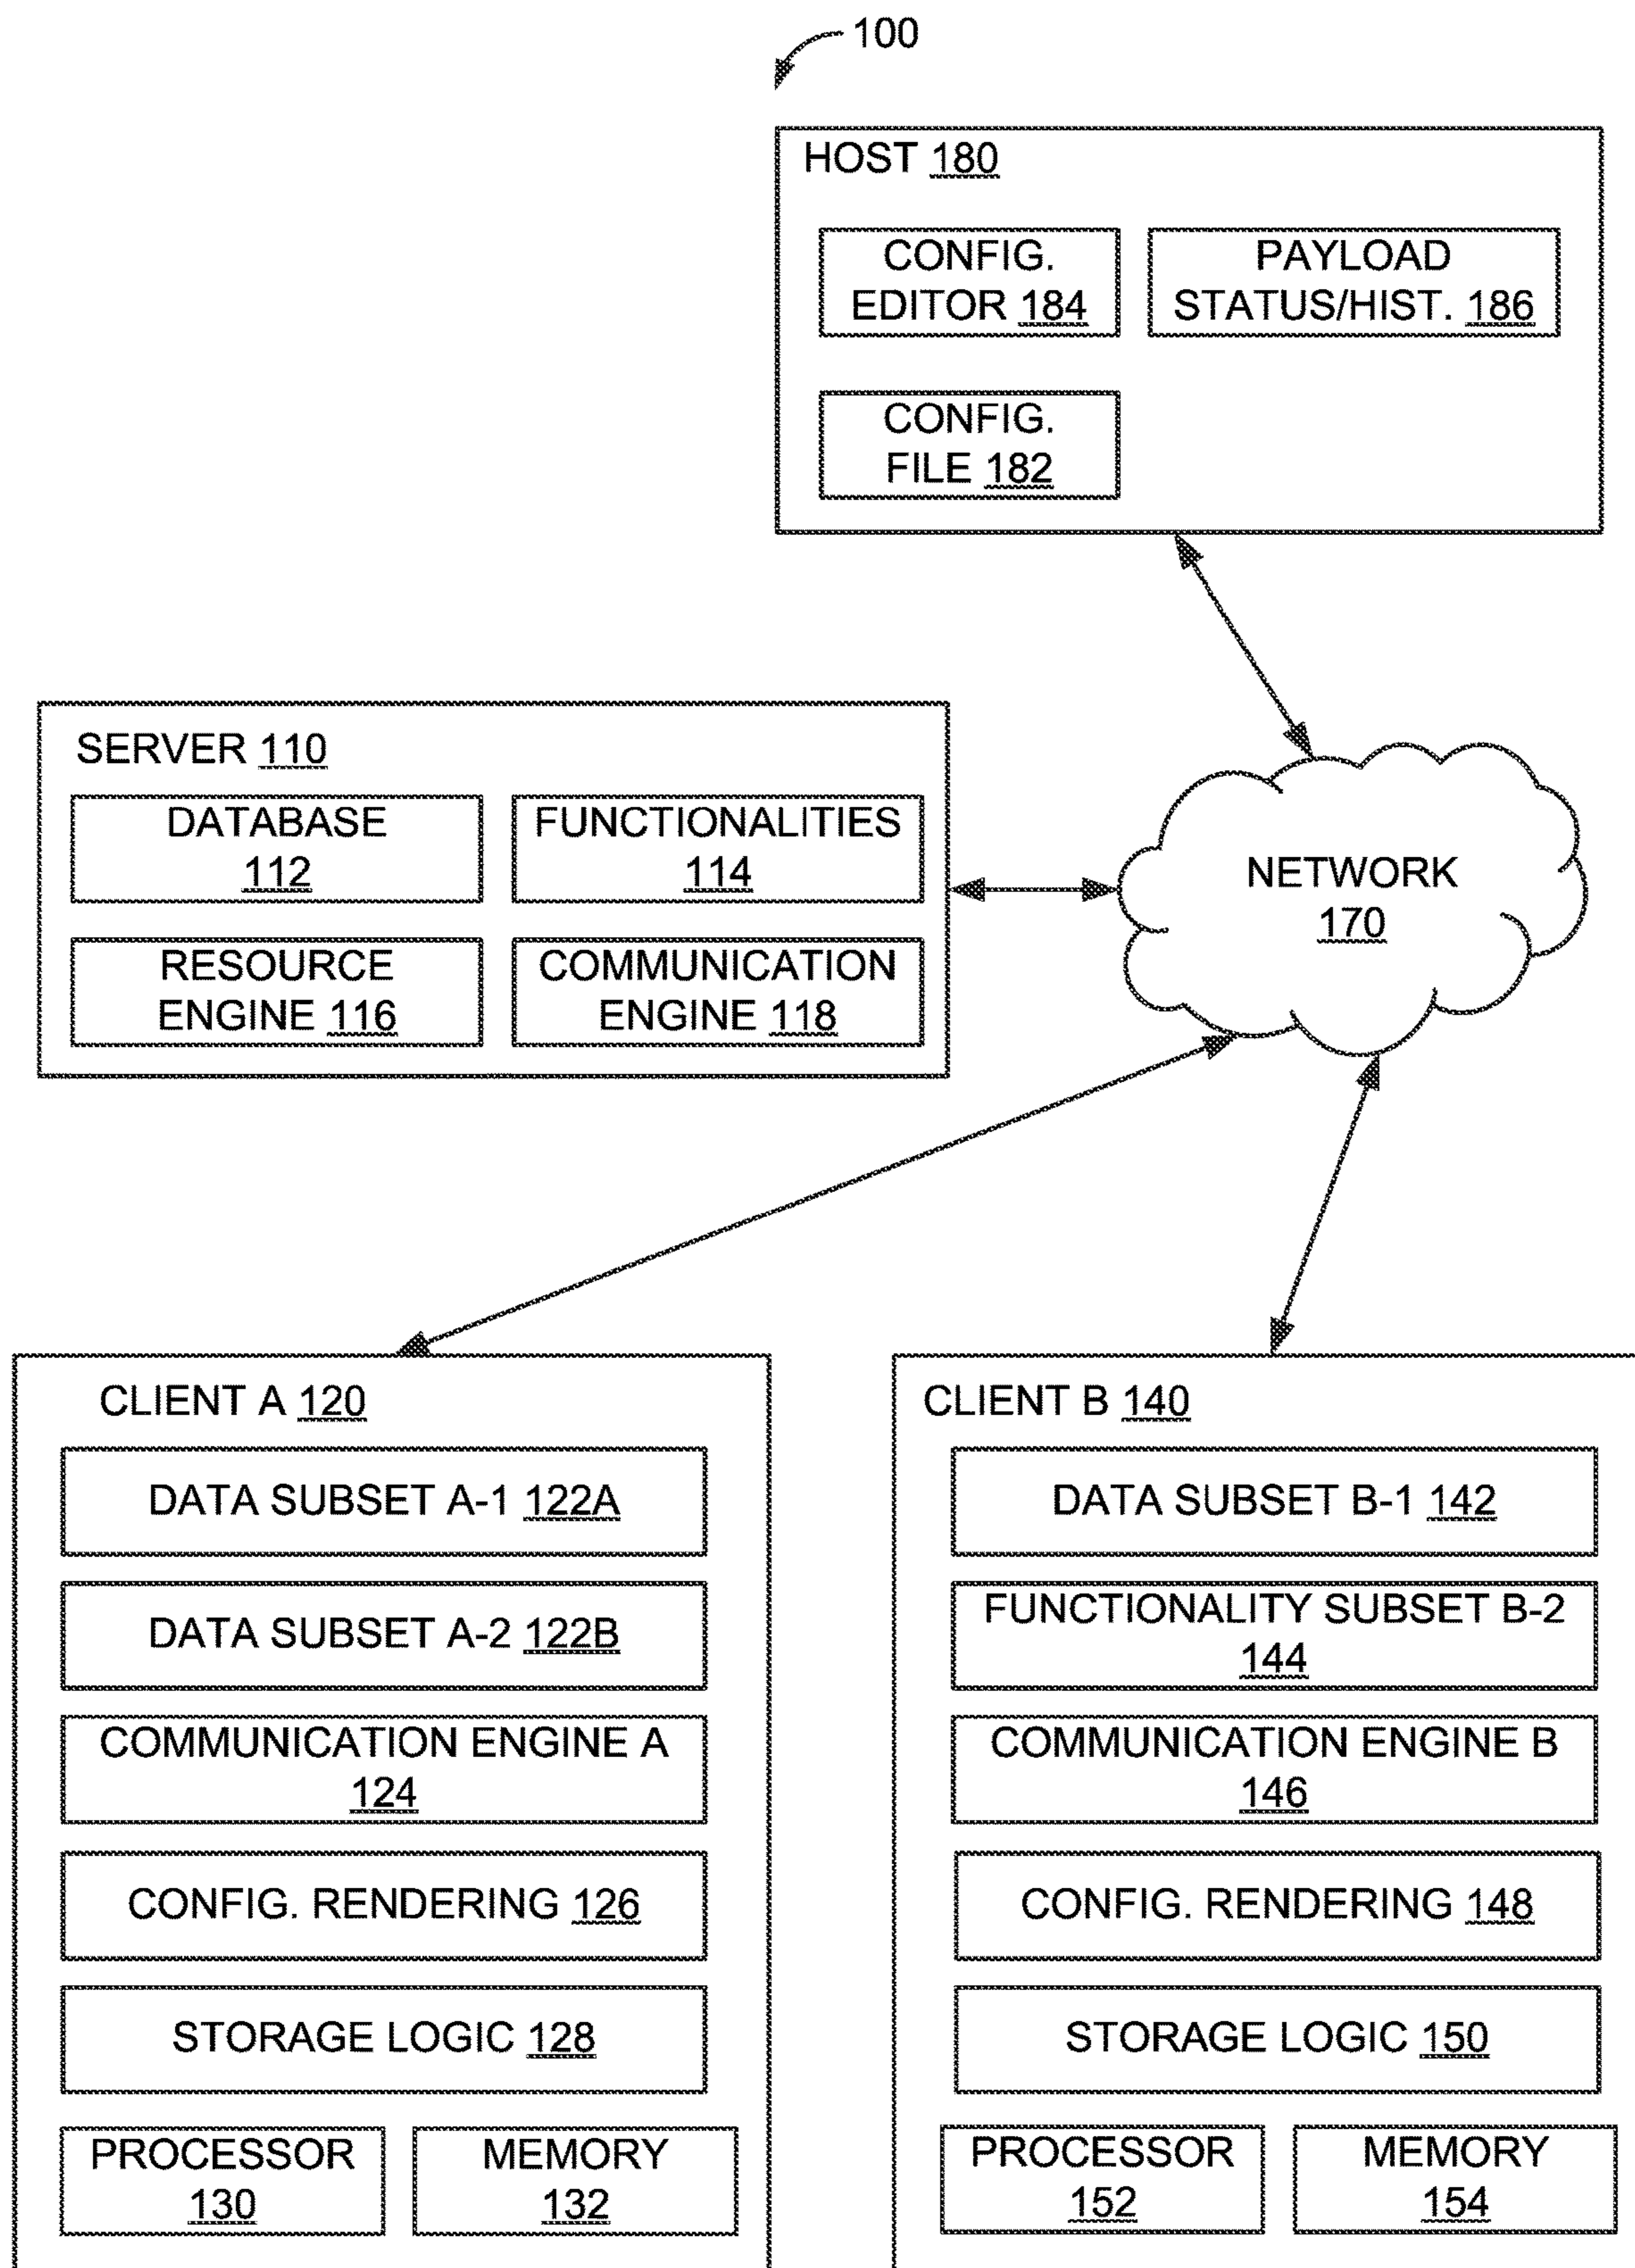 100
HOST 180
CONFIG.
EDITOR 184
PAYLOAD
STATUS/HIST. 186
CONFIG.
FILE 182
SERVER 110
DATABASE
112
FUNCTIONALITIES
114
RESOURCE
ENGINE 116
COMMUNICATION
ENGINE 118
NETWORK
170
CLIENT A 120
DATA SUBSET A-1 122A
DATA SUBSET A-2 122B
COMMUNICATION ENGINE A
124
CONFIG. RENDERING 126
STORAGE LOGIC 128
PROCESSOR
130
MEMORY
132
CLIENT B 140
DATA SUBSET B-1 142
FUNCTIONALITY SUBSET B-2
144
COMMUNICATION ENGINE B
146
CONFIG. RENDERING 148
STORAGE LOGIC 150
PROCESSOR
152
MEMORY
154